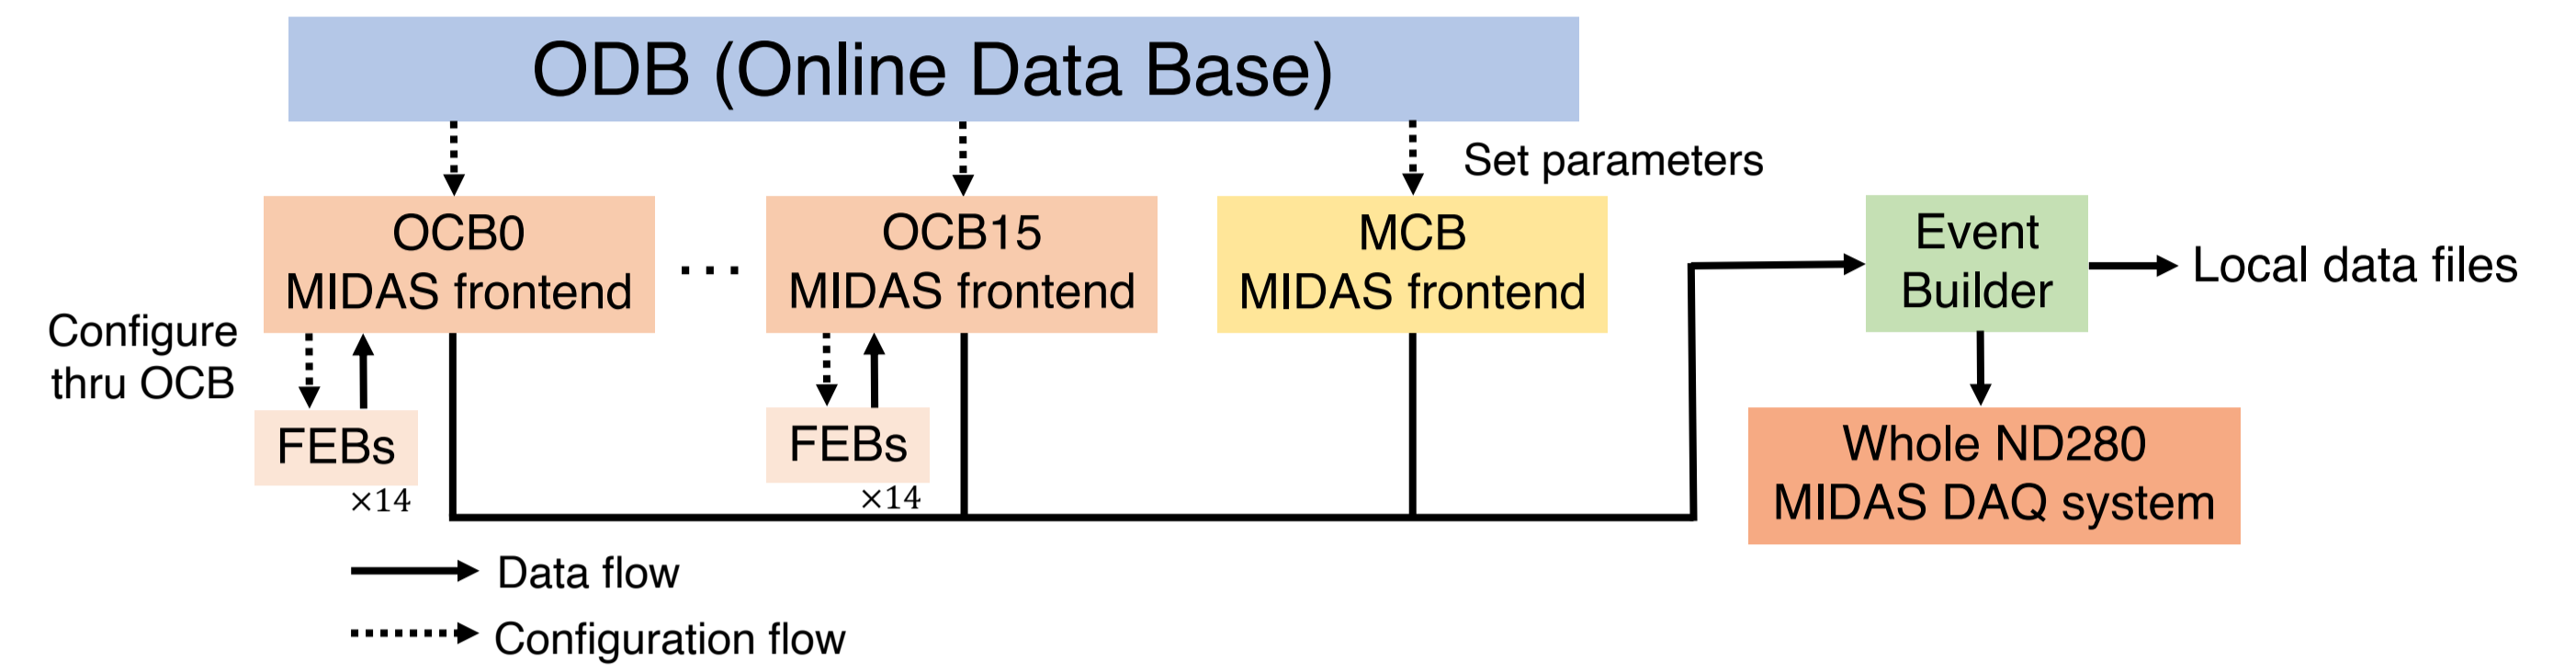 ODB (Online Data Base)
Set parameters
OCB0
MIDAS frontend
...
OCB15
MIDAS frontend
MCB
MIDAS frontend
Event
Builder
Local data files
Configure
thru OCB
FEBs
×14
FEBs
×14
Whole ND280
MIDAS DAQ system
Data flow
Configuration flow